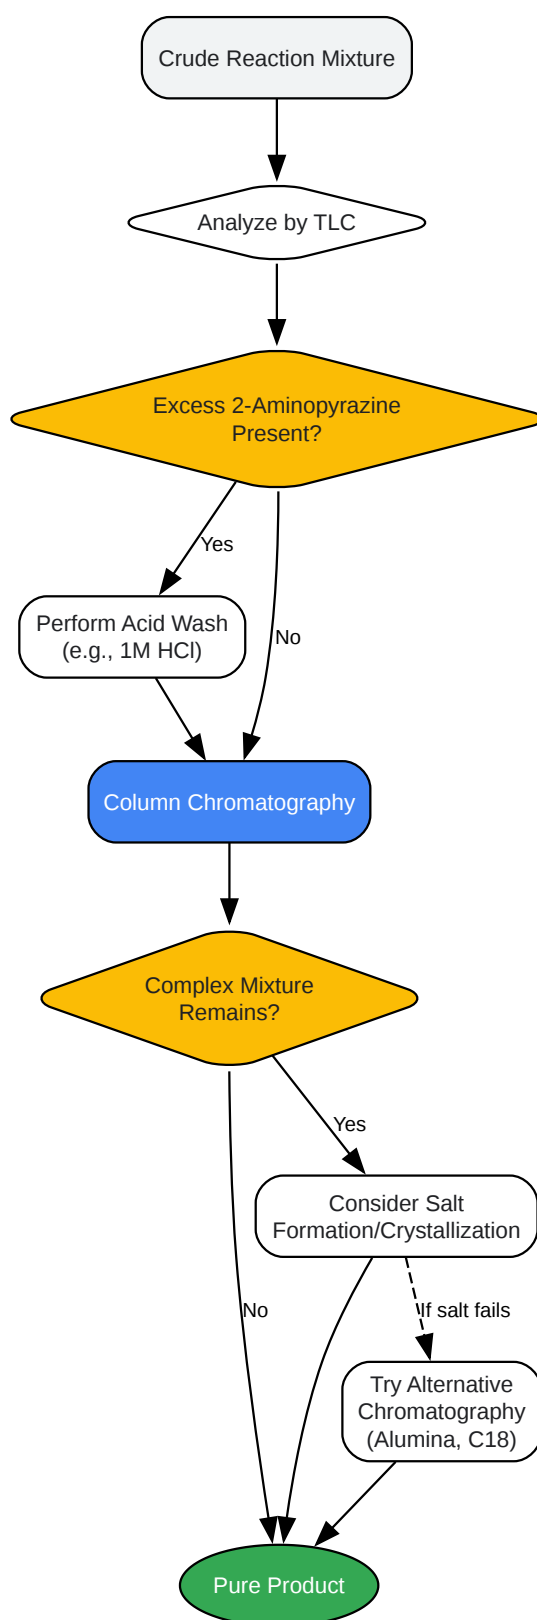 Crude Reaction Mixture
Analyze by TLC
Excess 2-Aminopyrazine
Present?
Yes
Perform Acid Wash
(e.g., 1M HCl)
No
Column Chromatography
Complex Mixture
Remains?
Yes
Consider Salt
Formation/Crystallization
No
If salt fails
Try Alternative
Chromatography
(Alumina, C18)
Pure Product